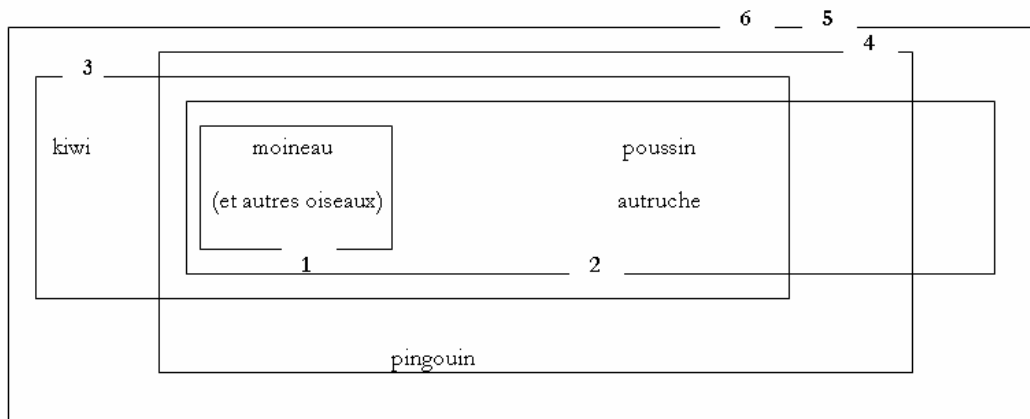 6 5
4
3
kiwi moineau poussin
(et autres oiseaux) autruche
1 2
pingouin